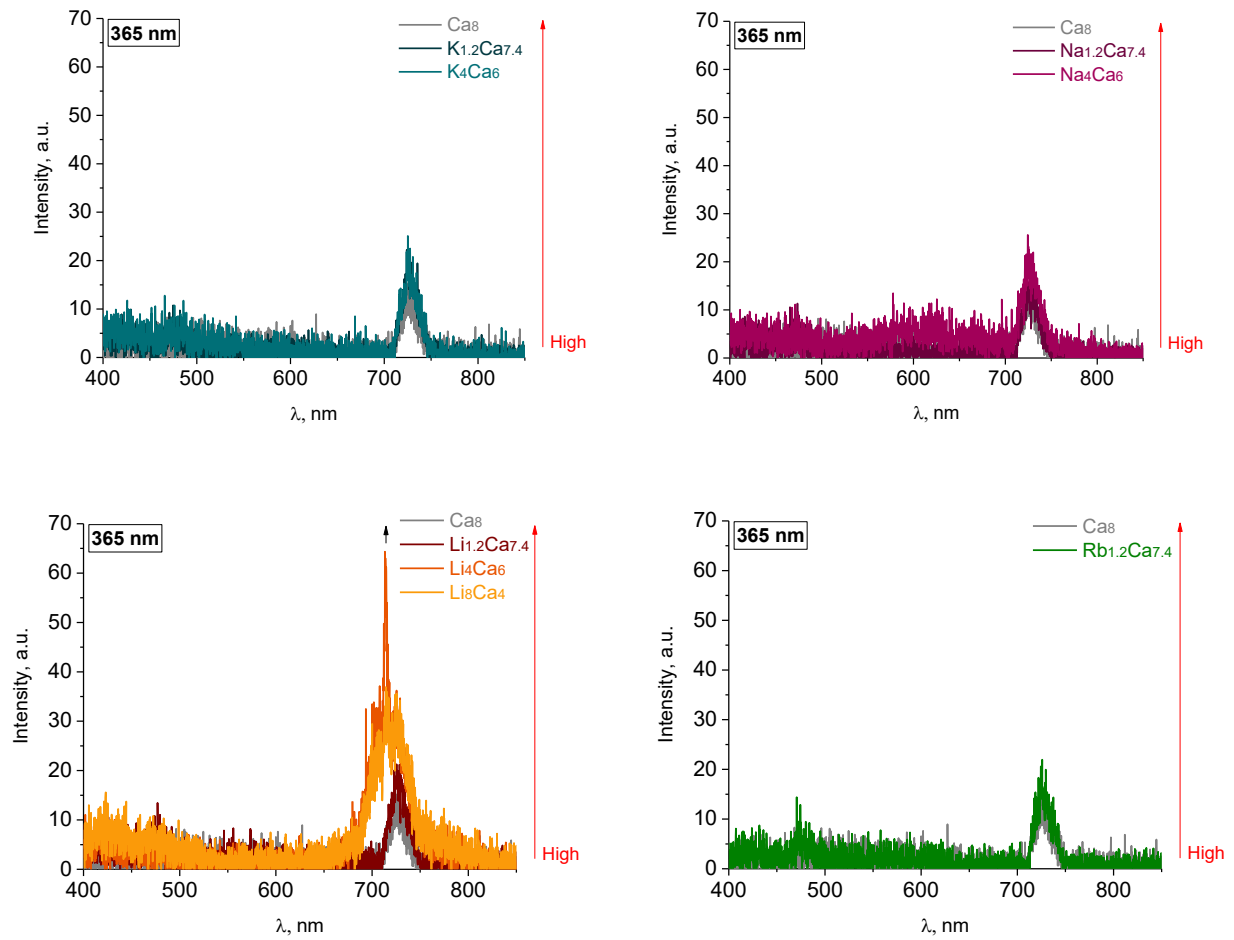 70
60
50
40
30
20
10
0
Intensity, a.u.
365 nm
Ca8
K1.2Ca7.4
K4Ca6
High
400 500 600 700 800
λ, nm
70
60
50
40
30
20
10
0
Intensity, a.u.
365 nm
Ca8
Na1.2Ca7.4
Na4Ca6
High
400 500 600 700 800
λ, nm
70
60
50
40
30
20
10
0
Intensity, a.u.
365 nm
Ca8
Li1.2Ca7.4
Li4Ca6
Li8Ca4
High
400 500 600 700 800
λ, nm
70
60
50
40
30
20
10
0
Intensity, a.u.
365 nm
Ca8
Rb1.2Ca7.4
High
400 500 600 700 800
λ, nm